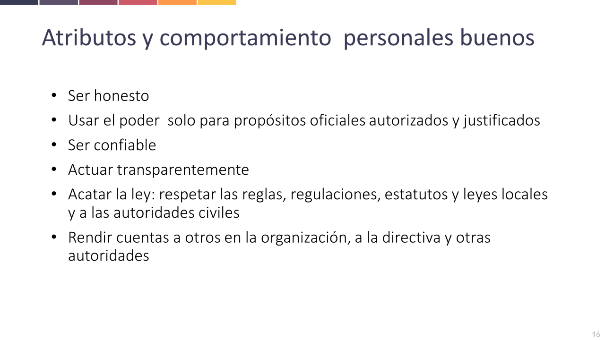 Atributos y comportamiento  personales buenos
• Ser honesto
• Usar el poder  solo para propósitos oficiales autorizados y justificados
• Ser confiable
• Actuar transparentemente
• Acatar la ley: respetar las reglas, regulaciones, estatutos y leyes locales
y a las autoridades civiles
• Rendir cuentas a otros en la organización, a la directiva y otras
autoridades
16